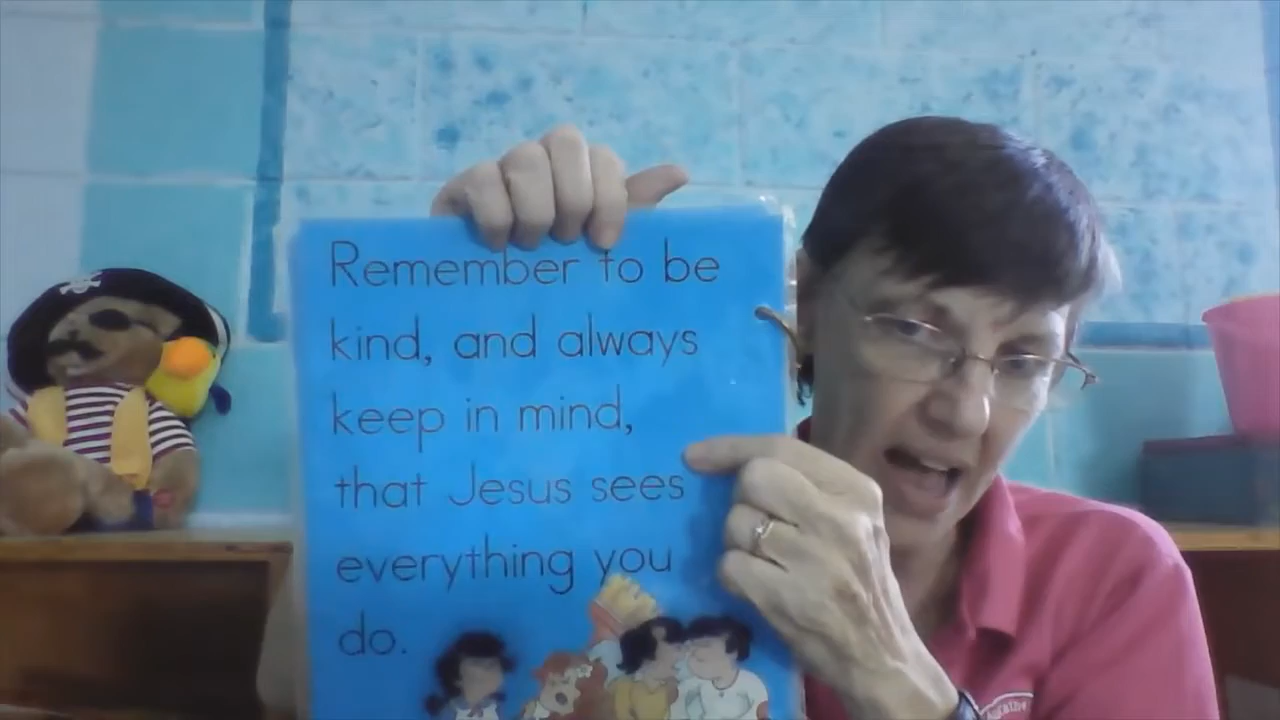 Remember to be
kind, and always
keep in mind,
that Jesus sees
everything you
do.